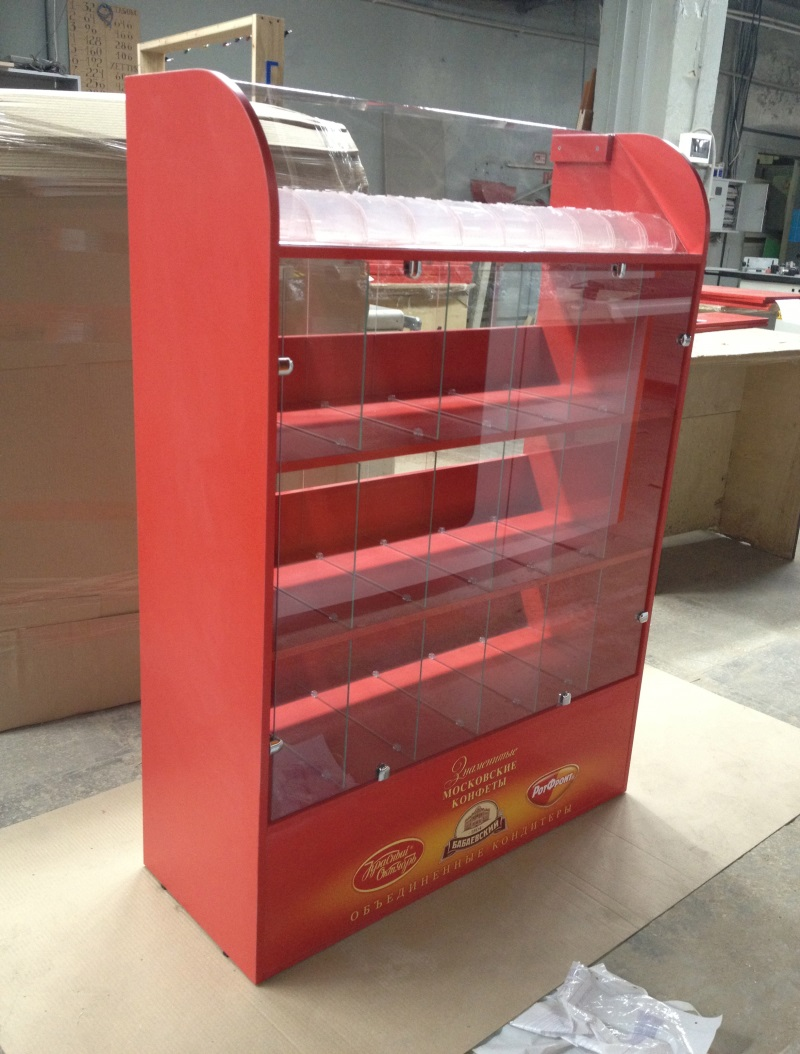 Знаменитые
МОСКОВСКИЕ
КОНФЕТЫ
РотФронт
БАБАЕВСКИЙ
Красный
Октябрь
ОБЪЕДИНЕННЫЕ КОНДИТЕРЫ